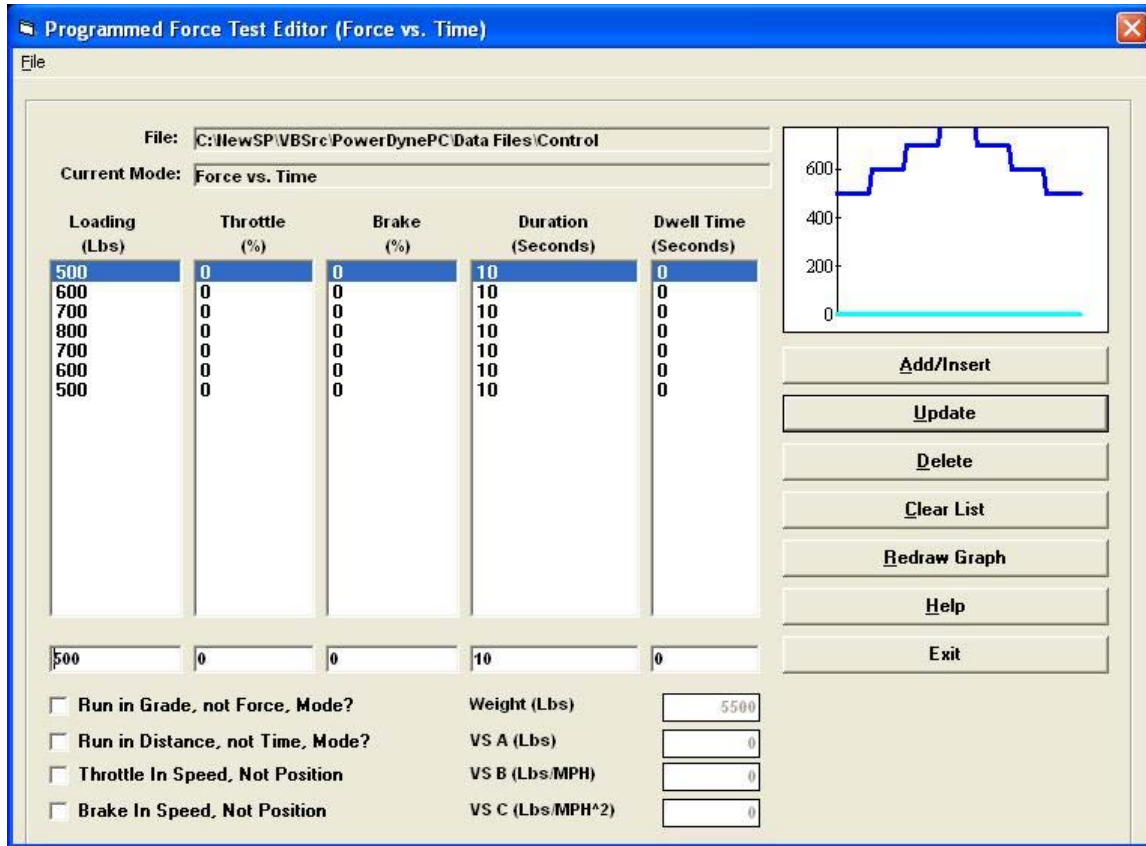 Programmed Force Test Editor (Force vs. Time)
File
File: C:\NewSP\VBSrc\PowerDynePC\Data Files\Control
Current Mode: Force vs. Time
Loading (Lbs) Throttle (%) Brake (%) Duration (Seconds) Dwell Time (Seconds)
500 0 0 10 0
600 0 0 10 0
700 0 0 10 0
800 0 0 10 0
700 0 0 10 0
600 0 0 10 0
500 0 0 10 0
500 0 0 10 0
600
400
200
0
Add/Insert
Update
Delete
Clear List
Redraw Graph
Help
Exit
Run in Grade, not Force, Mode?
Run in Distance, not Time, Mode?
Throttle In Speed, Not Position
Brake In Speed, Not Position
Weight (Lbs) 5500
VS A (Lbs) 0
VS B (Lbs/MPH) 0
VS C (Lbs/MPH^2) 0